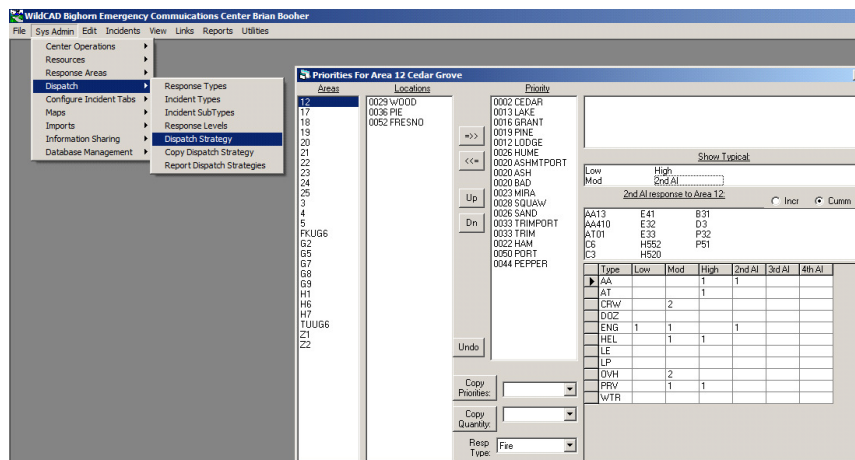 WildCAD Bighorn Emergency Commuications Center Brian Booher
File Sys Admin Edit Incidents View Links Reports Utilities
Center Operations
Resources
Response Areas
Dispatch
Configure Incident Tabs
Maps
Imports
Information Sharing
Database Management
Response Types
Incident Types
Incident SubTypes
Response Levels
Dispatch Strategy
Copy Dispatch Strategy
Report Dispatch Strategies
Priorities For Area 12 Cedar Grove
Areas
12
17
18
19
20
21
22
23
24
25
3
4
5
FKUG6
G2
G5
G7
G8
G9
H1
H6
H7
TUUG6
Z1
Z2
Locations
0029 WOOD
0036 PIE
0052 FRESNO
=>>
<<=
Up
Dn
Undo
Priority
0002 CEDAR
0013 LAKE
0016 GRANT
0019 PINE
0012 LODGE
0026 HUME
0020 ASHMTPORT
0020 ASH
0020 BAD
0023 MIRA
0028 SQUAW
0026 SAND
0033 TRIMPORT
0033 TRIM
0022 HAM
0050 PORT
0044 PEPPER
Copy
Priorities:
Copy
Quantity:
Resp
Type: Fire
Show Typical:
Low High
Mod 2nd Al
2nd Al response to Area 12:
Incr Cumm
AA13 E41 B31
AA410 E32 D3
AT01 E33 P32
C6 H552 P51
C3 H520
Type Low Mod High 2nd Al 3rd Al 4th Al
AA 1 1
AT 1
CRW 2
DOZ
ENG 1 1 1
HEL 1 1
LE
LP
OVH 2
PRV 1 1
WTR